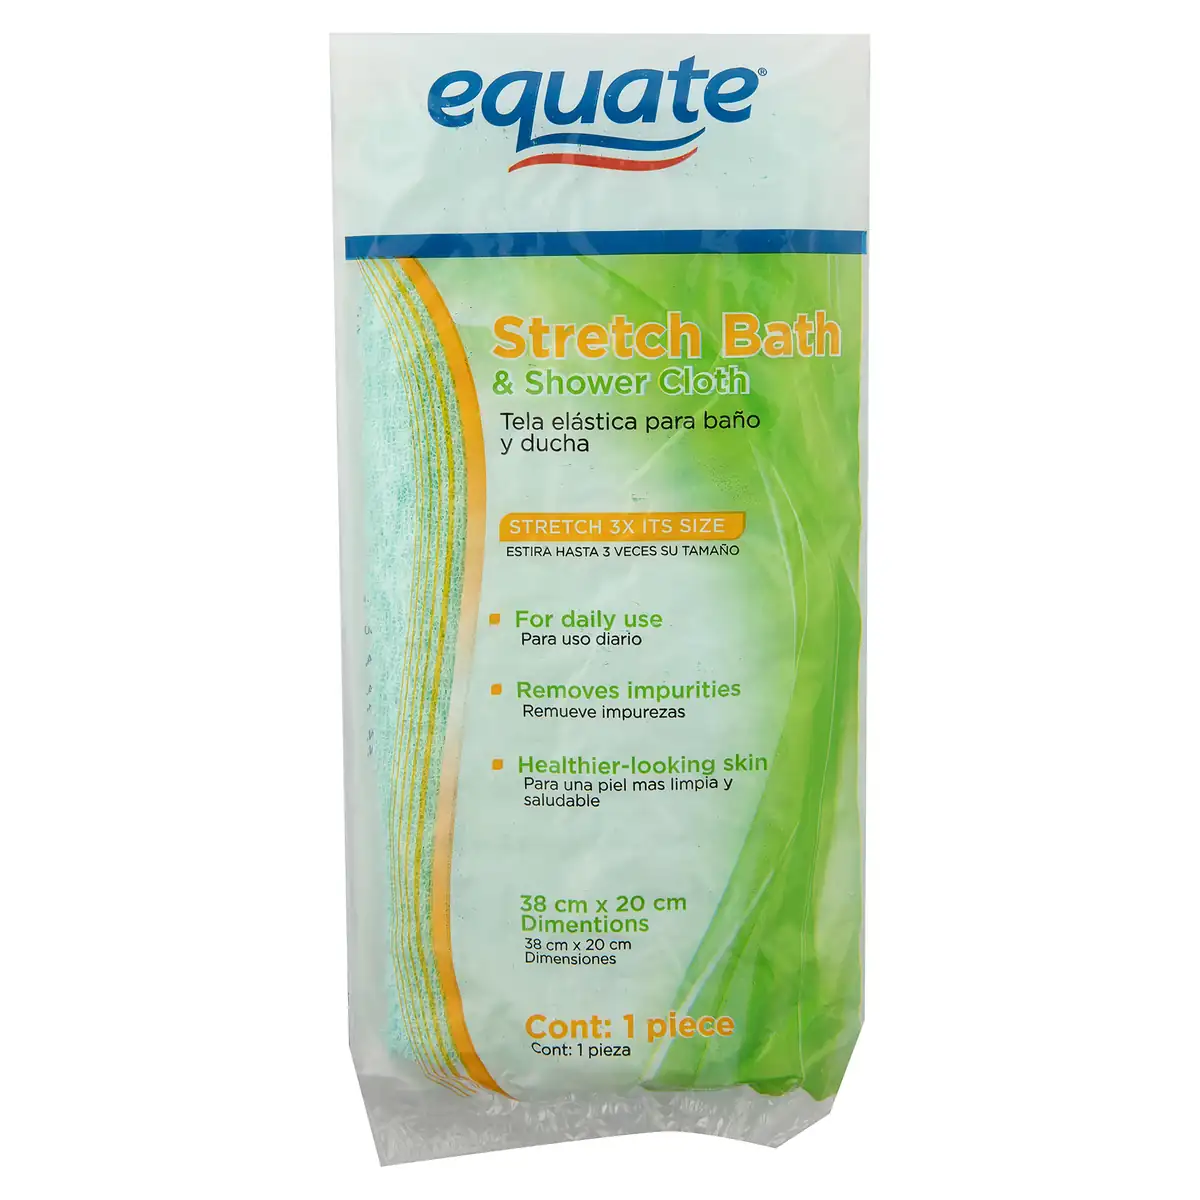 equate®
Stretch Bath
& Shower Cloth
Tela elástica para baño
y ducha
STRETCH 3X ITS SIZE
ESTIRA HASTA 3 VECES SU TAMAÑO
For daily use
Para uso diario
Removes impurities
Remueve impurezas
Healthier-looking skin
Para una piel mas limpia y
saludable
38 cm x 20 cm
Dimentions
38 cm x 20 cm
Dimensiones
Cont: 1 piece
Cont: 1 pieza